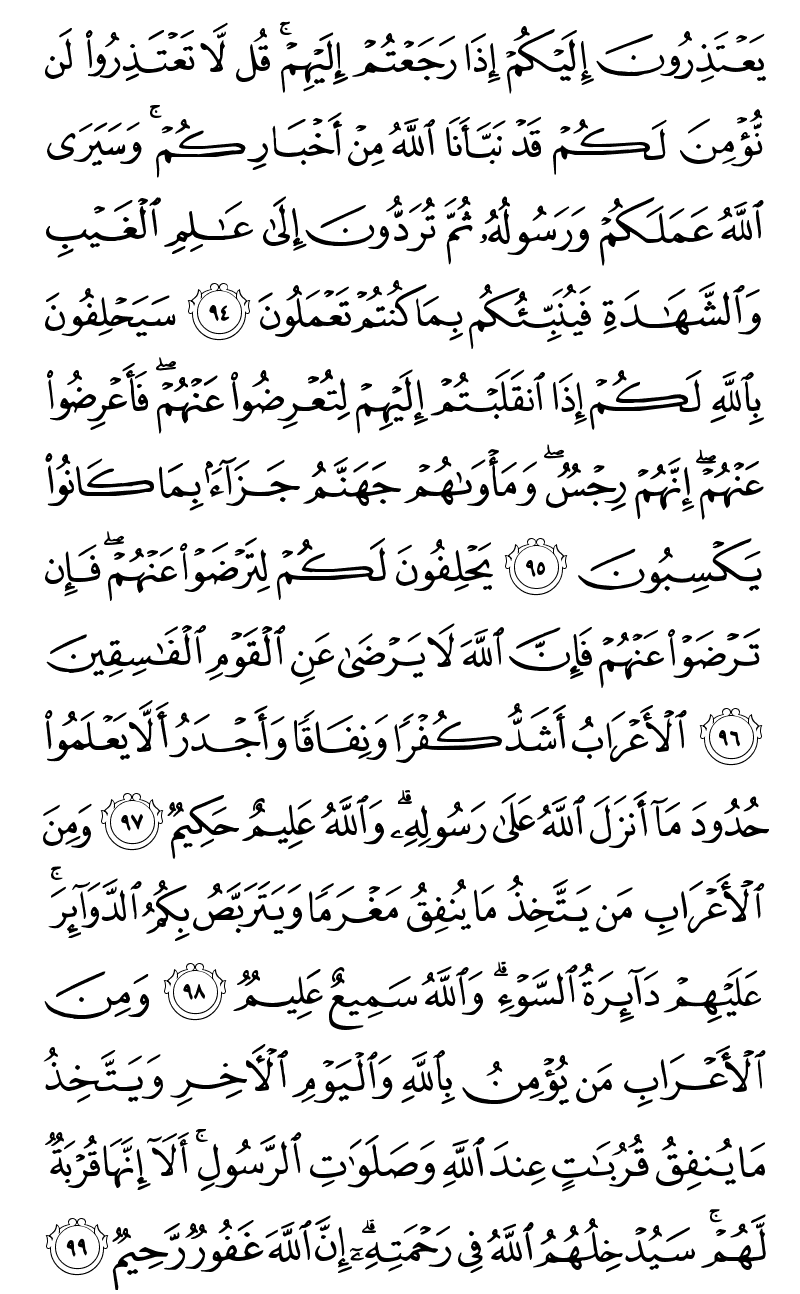 يَعْتَذِرُونَ إِلَيْكُمْ إِذَا رَجَعْتُمْ إِلَيْهِمْ ۚ قُل لَّا تَعْتَذِرُوا۟ لَن
نُّؤْمِنَ لَكُمْ قَدْ نَبَّأَنَا ٱللَّهُ مِنْ أَخْبَارِكُمْ ۚ وَسَيَرَى
ٱللَّهُ عَمَلَكُمْ وَرَسُولُهُۥ ثُمَّ تُرَدُّونَ إِلَىٰ عَـٰلِمِ ٱلْغَيْبِ
وَٱلشَّهَـٰدَةِ فَيُنَبِّئُكُم بِمَا كُنتُمْ تَعْمَلُونَ ٩٤ سَيَحْلِفُونَ
بِٱللَّهِ لَكُمْ إِذَا ٱنقَلَبْتُمْ إِلَيْهِمْ لِتُعْرِضُوا۟ عَنْهُمْ ۖ فَأَعْرِضُوا۟
عَنْهُمْ ۖ إِنَّهُمْ رِجْسٌ ۖ وَمَأْوَىٰهُمْ جَهَنَّمُ جَزَآءًۢ بِمَا كَانُوا۟
يَكْسِبُونَ ٩٥ يَحْلِفُونَ لَكُمْ لِتَرْضَوْا۟ عَنْهُمْ ۖ فَإِن
تَرْضَوْا۟ عَنْهُمْ فَإِنَّ ٱللَّهَ لَا يَرْضَىٰ عَنِ ٱلْقَوْمِ ٱلْفَـٰسِقِينَ
٩٦ ٱلْأَعْرَابُ أَشَدُّ كُفْرًا وَنِفَاقًا وَأَجْدَرُ أَلَّا يَعْلَمُوا۟
حُدُودَ مَآ أَنزَلَ ٱللَّهُ عَلَىٰ رَسُولِهِۦ ۗ وَٱللَّهُ عَلِيمٌ حَكِيمٌ ٩٧ وَمِنَ
ٱلْأَعْرَابِ مَن يَتَّخِذُ مَا يُنفِقُ مَغْرَمًا وَيَتَرَبَّصُ بِكُمُ ٱلدَّوَآئِرَ ۚ
عَلَيْهِمْ دَآئِرَةُ ٱلسَّوْءِ ۗ وَٱللَّهُ سَمِيعٌ عَلِيمٌ ٩٨ وَمِنَ
ٱلْأَعْرَابِ مَن يُؤْمِنُ بِٱللَّهِ وَٱلْيَوْمِ ٱلْـَٔاخِرِ وَيَتَّخِذُ
مَا يُنفِقُ قُرُبَـٰتٍ عِندَ ٱللَّهِ وَصَلَوَٰتِ ٱلرَّسُولِ ۚ أَلَآ إِنَّهَا قُرْبَةٌ
لَّهُمْ ۚ سَيُدْخِلُهُمُ ٱللَّهُ فِى رَحْمَتِهِۦٓ ۗ إِنَّ ٱللَّهَ غَفُورٌ رَّحِيمٌ ٩٩